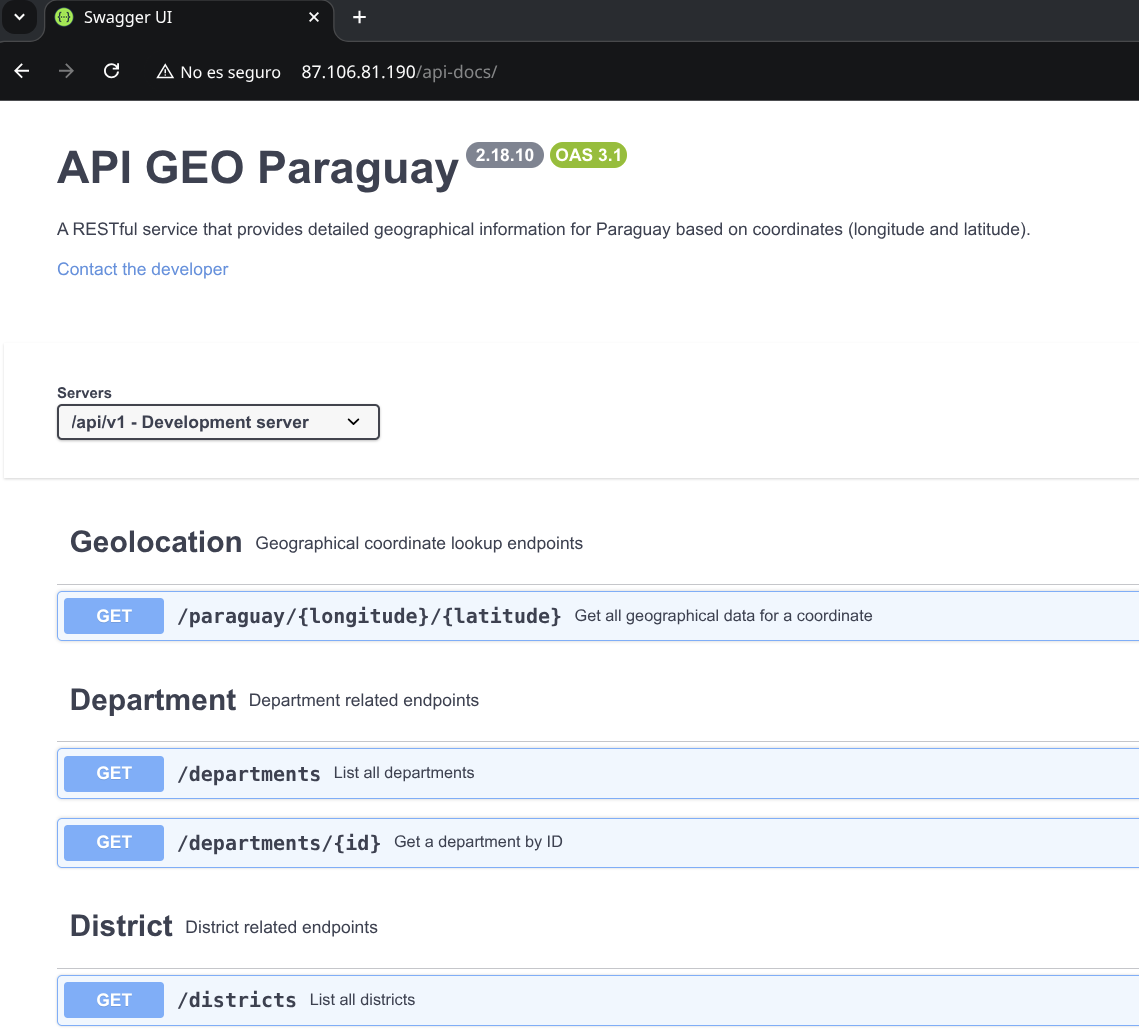 Swagger UI
No es seguro 87.106.81.190/api-docs/
API GEO Paraguay 2.18.10 OAS 3.1
A RESTful service that provides detailed geographical information for Paraguay based on coordinates (longitude and latitude).
Contact the developer
Servers
/api/v1 - Development server
Geolocation Geographical coordinate lookup endpoints
GET /paraguay/{longitude}/{latitude} Get all geographical data for a coordinate
Department Department related endpoints
GET /departments List all departments
GET /departments/{id} Get a department by ID
District District related endpoints
GET /districts List all districts